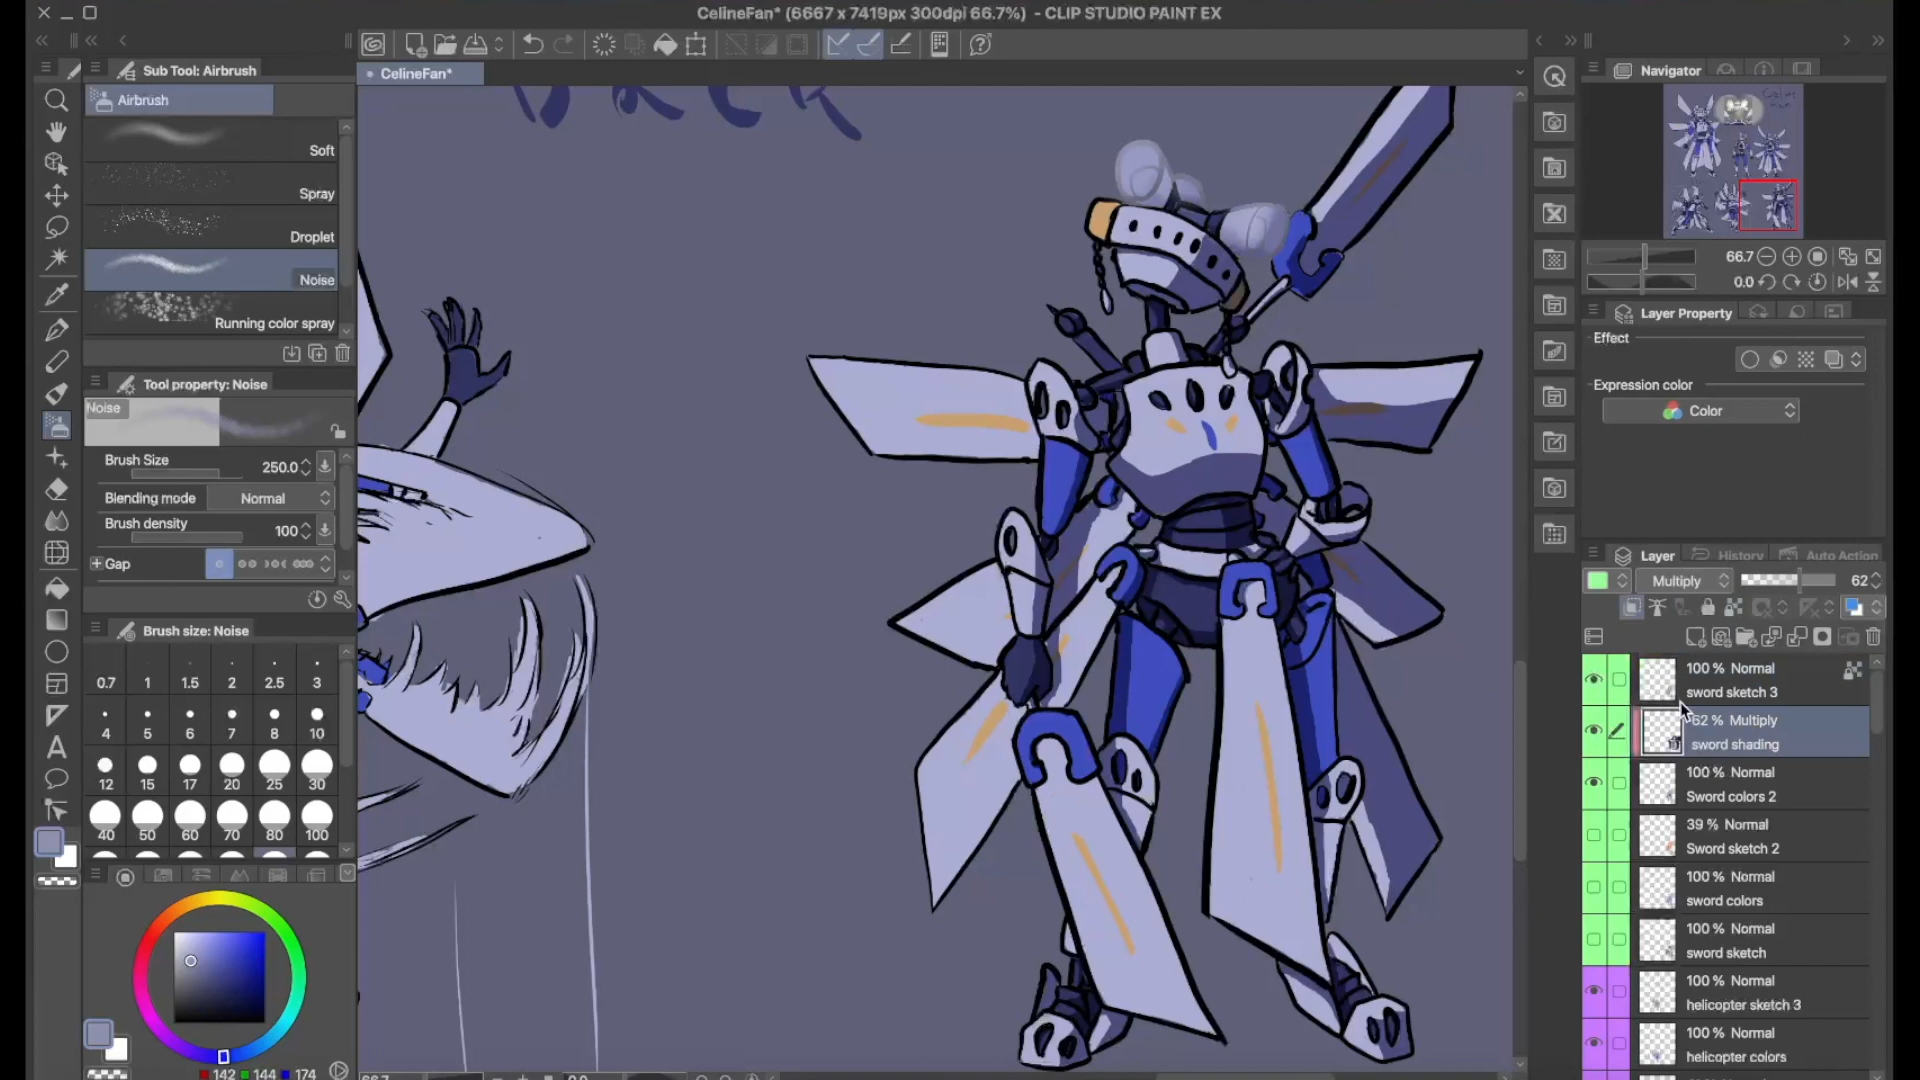 CelineFan* (6667 x 7419px 300dpi 66.7%) - CLIP STUDIO PAINT EX
Sub Tool: Airbrush
Airbrush
Soft
Spray
Droplet
Noise
Running color spray
Tool property: Noise
Noise
Brush Size 250.0
Blending mode Normal
Brush density 100
Gap
Brush size: Noise
0.7 1 1.5 2 2.5 3
4 5 6 7 8 10
12 15 17 20 25 30
40 50 60 70 80 100
142 144 174
CelineFan*
Back
Navigator
66.7
0.0
Layer Property
Effect
Expression color
Color
Layer History Auto Action
Multiply 62
100 % Normal
sword sketch 3
62 % Multiply
sword shading
100 % Normal
Sword colors 2
39 % Normal
Sword sketch 2
100 % Normal
sword colors
100 % Normal
sword sketch
100 % Normal
helicopter sketch 3
100 % Normal
helicopter colors